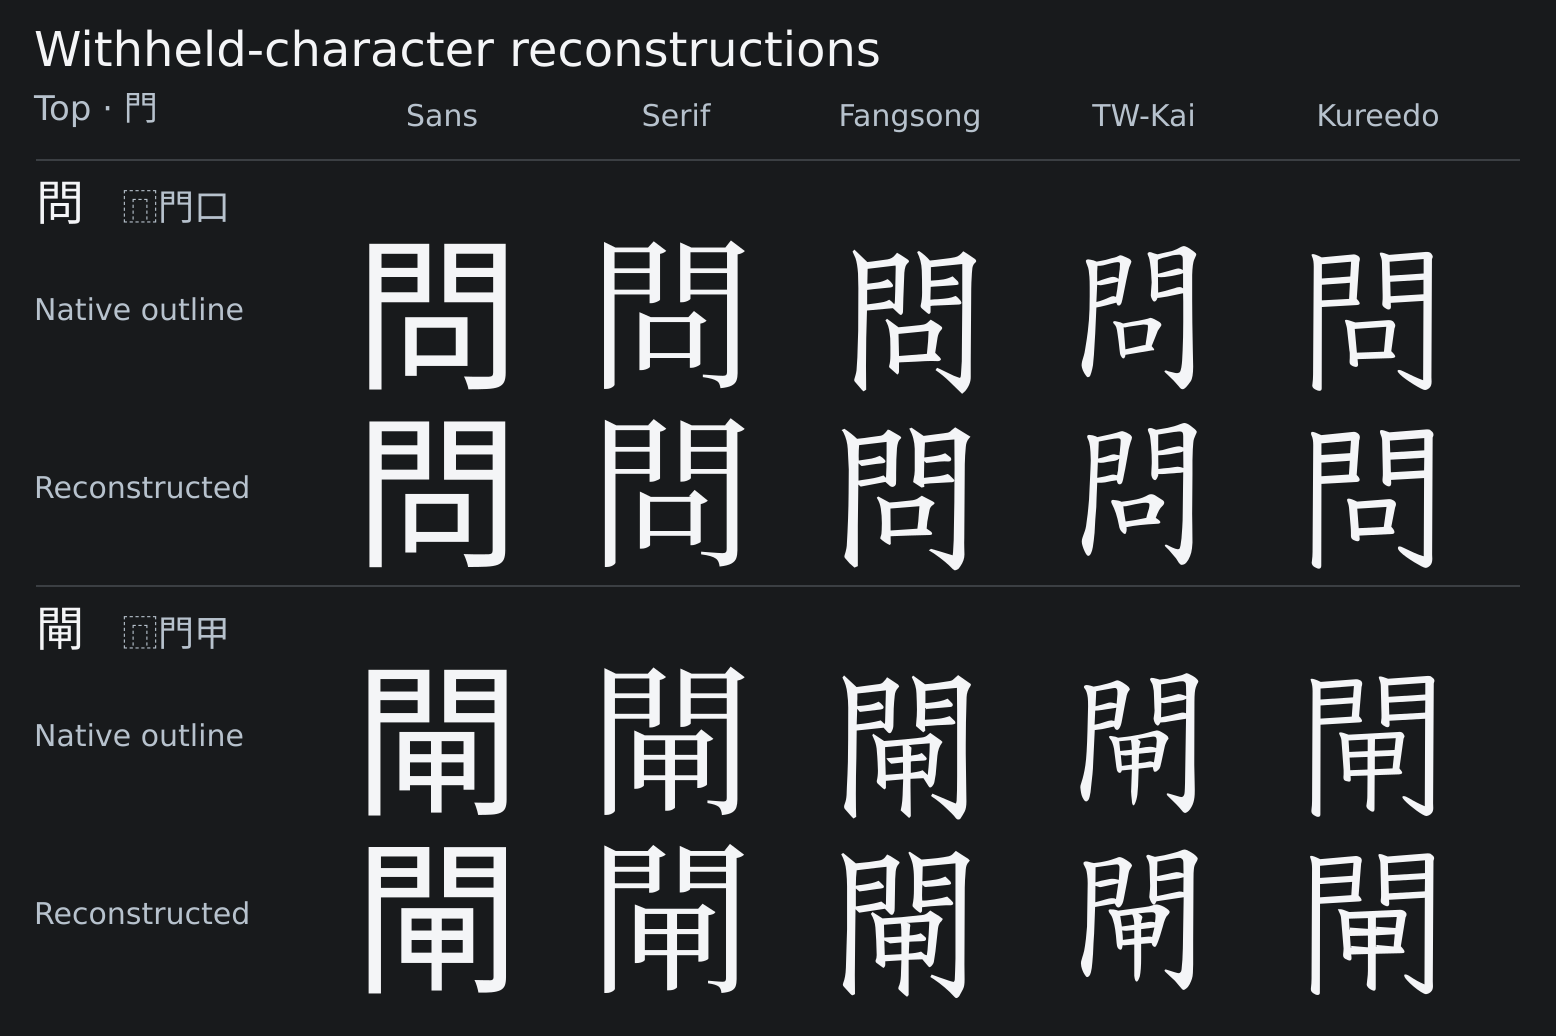 Withheld-character reconstructions
Top · 門 Sans Serif Fangsong TW-Kai Kureedo
問 ⿵門口
Native outline 問 問 問 問 問
Reconstructed 問 問 問 問 問
閘 ⿵門甲
Native outline 閘 閘 閘 閘 閘
Reconstructed 閘 閘 閘 閘 閘